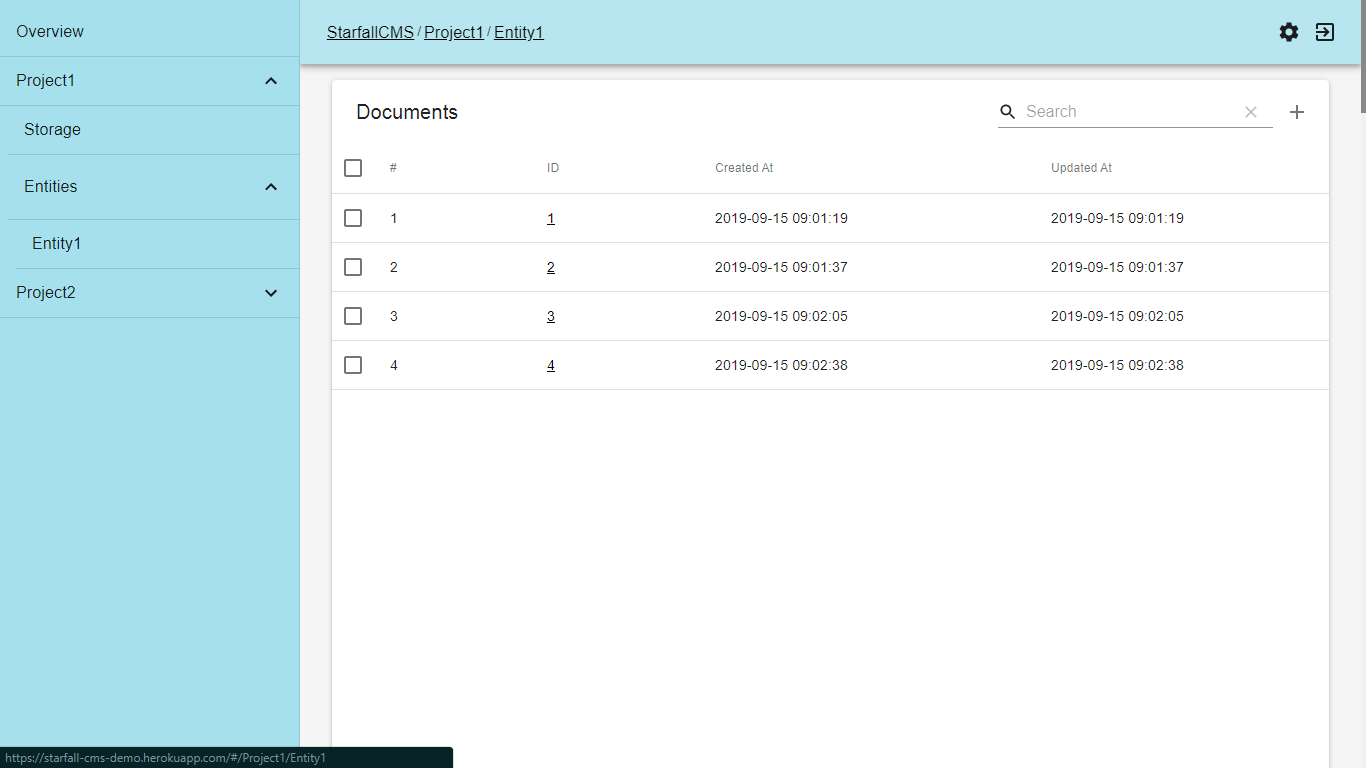 Overview
Project1
Storage
Entities
Entity1
Project2
StarfallCMS / Project1 / Entity1
Documents
Search
# ID Created At Updated At
1 1 2019-09-15 09:01:19 2019-09-15 09:01:19
2 2 2019-09-15 09:01:37 2019-09-15 09:01:37
3 3 2019-09-15 09:02:05 2019-09-15 09:02:05
4 4 2019-09-15 09:02:38 2019-09-15 09:02:38
https://starfall-cms-demo.herokuapp.com/#/Project1/Entity1